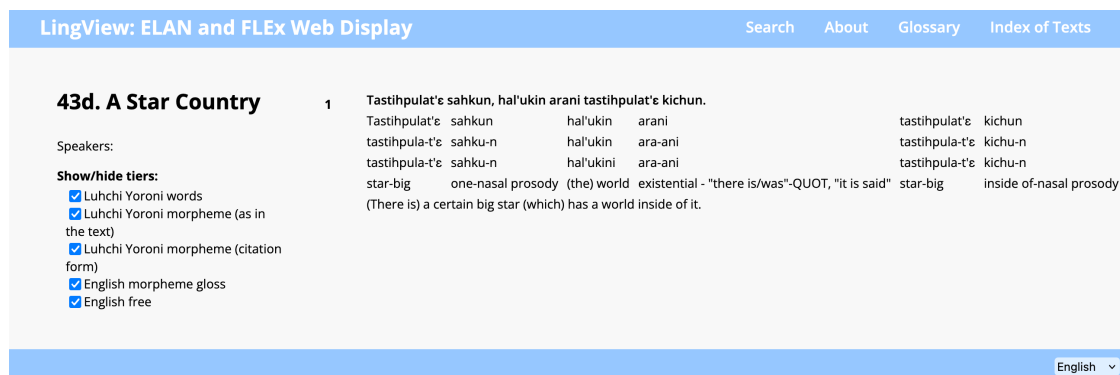 LingView: ELAN and FLEx Web Display Search About Glossary Index of Texts
43d. A Star Country
Speakers:
Show/hide tiers:
Luhchi Yoroni words
Luhchi Yoroni morpheme (as in
the text)
Luhchi Yoroni morpheme (citation
form)
English morpheme gloss
English free
1 Tastihpulat'ɛ sahkun, hal'ukin arani tastihpulat'ɛ kichun.
Tastihpulat'ɛ sahkun hal'ukin arani tastihpulat'ɛ kichun
tastihpula-t'ɛ sahku-n hal'ukin ara-ani tastihpula-t'ɛ kichu-n
tastihpula-t'ɛ sahku-n hal'ukini ara-ani tastihpula-t'ɛ kichu-n
star-big one-nasal prosody (the) world existential - "there is/was"-QUOT, "it is said" star-big inside of-nasal prosody
(There is) a certain big star (which) has a world inside of it.
English